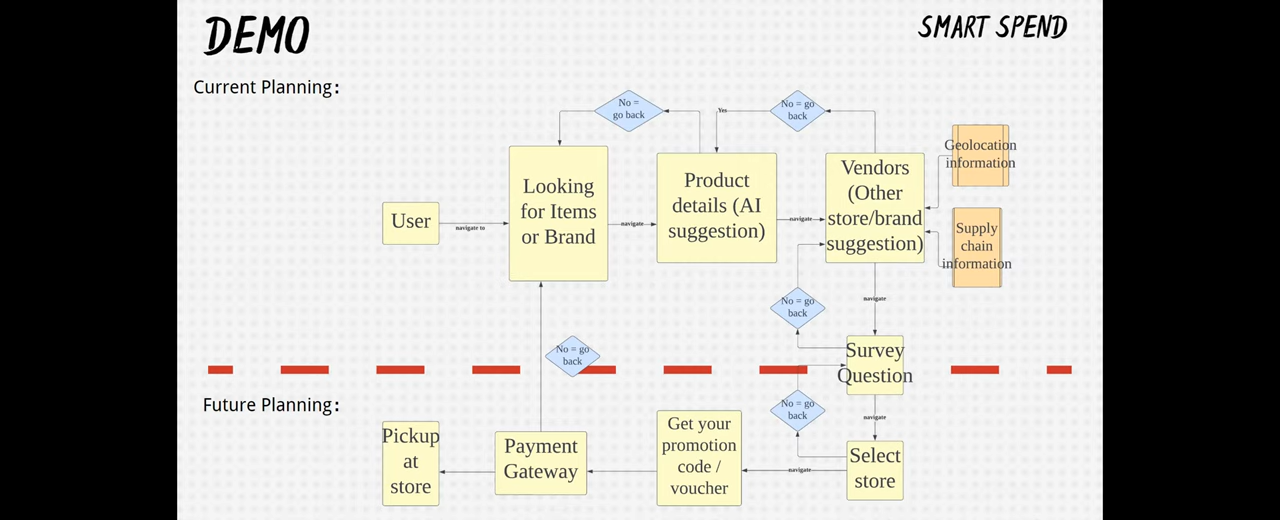 DEMO
SMART SPEND
Current Planning:
No =
go back
Yes
No = go
back
Geolocation
information
Looking
for Items
or Brand
Product
details (AI
suggestion)
Vendors
(Other
store/brand
suggestion)
User
navigate to
navigate
navigate
Supply
chain
information
No = go
back
navigate
No = go
back
Survey
Question
Future Planning:
No = go
back
navigate
Pickup
at
store
Payment
Gateway
Get your
promotion
code /
voucher
navigate
Select
store